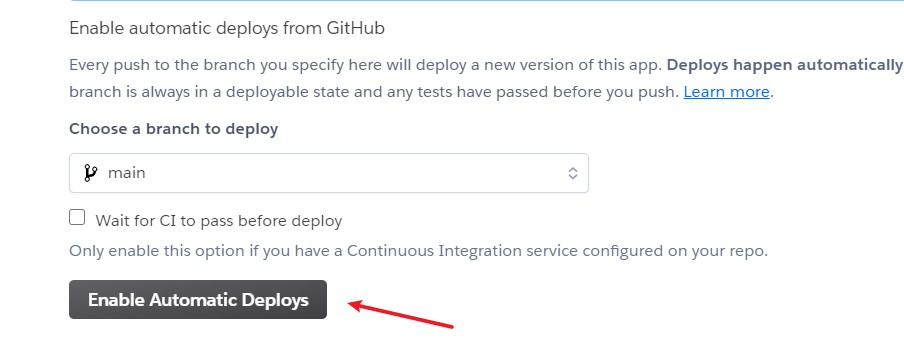 Enable automatic deploys from GitHub
Every push to the branch you specify here will deploy a new version of this app. Deploys happen automatically
branch is always in a deployable state and any tests have passed before you push. Learn more.
Choose a branch to deploy
main
Wait for CI to pass before deploy
Only enable this option if you have a Continuous Integration service configured on your repo.
Enable Automatic Deploys